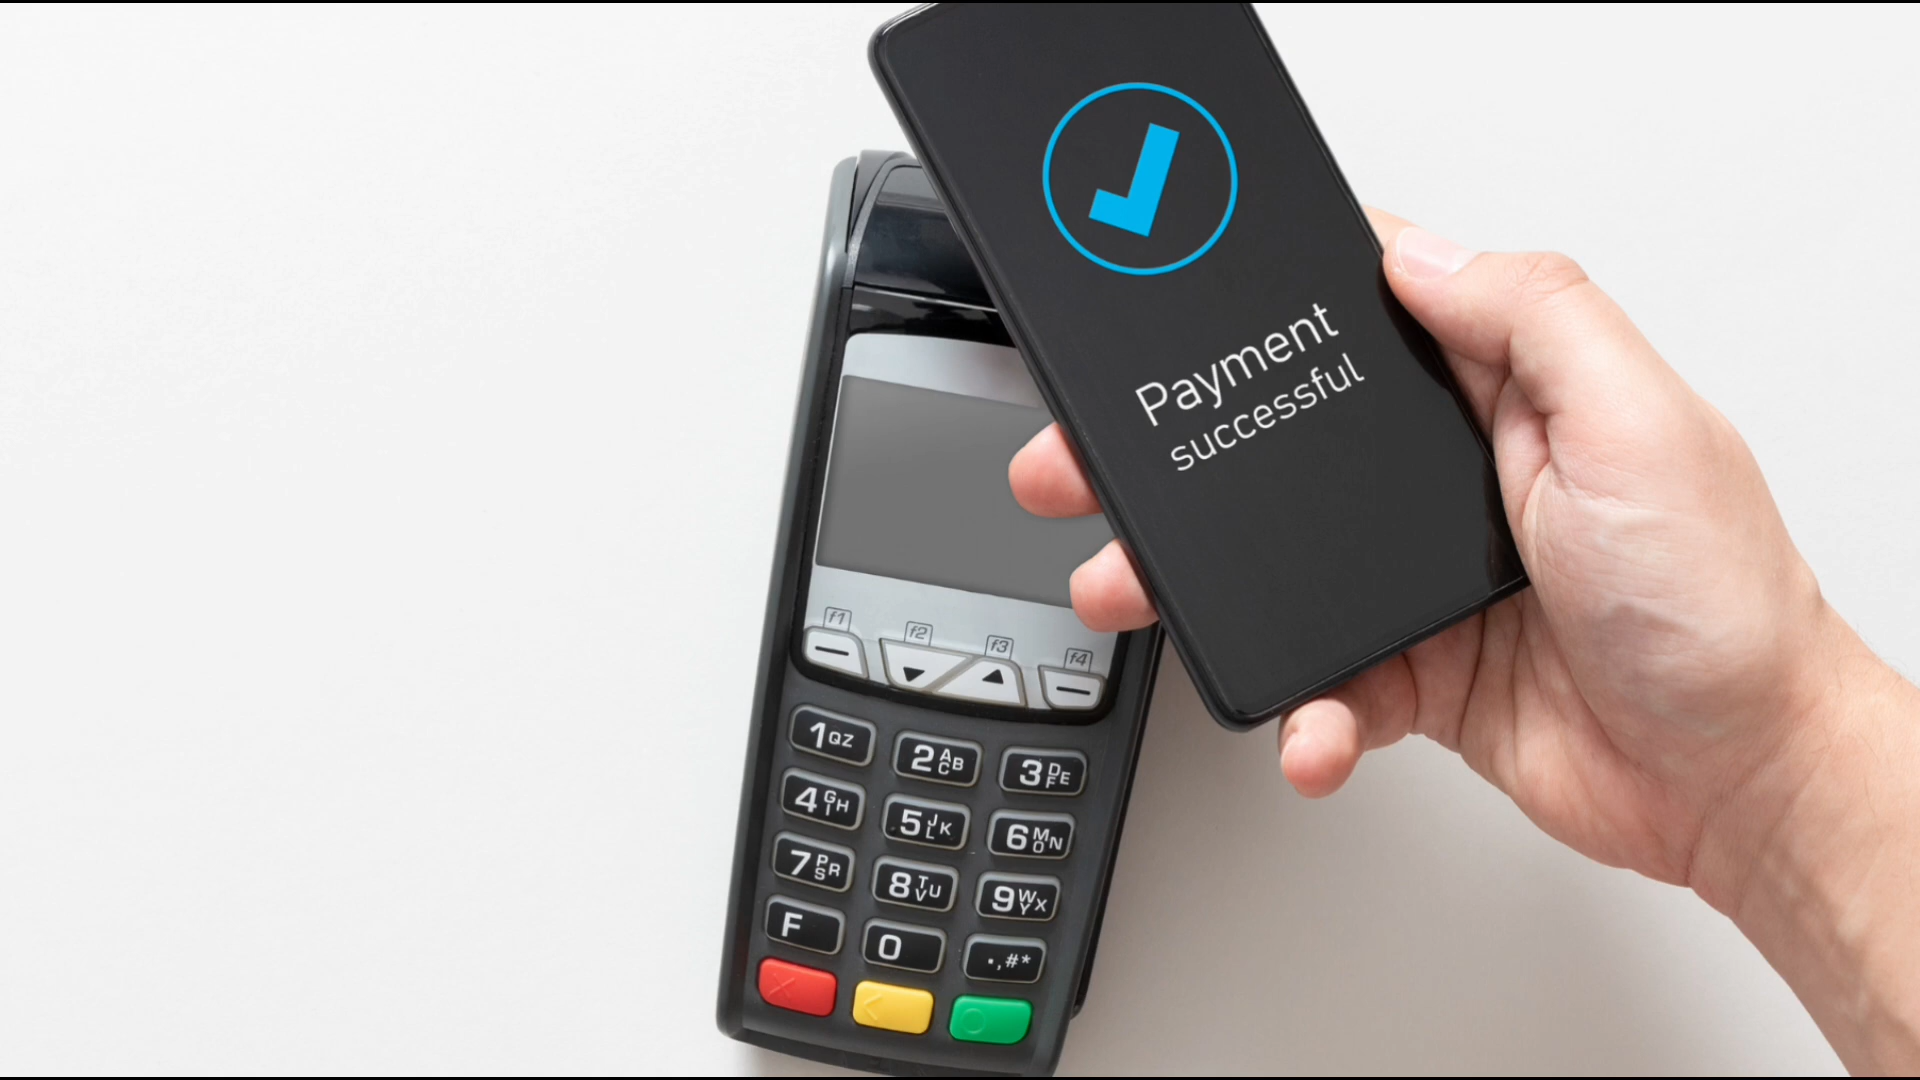 Payment
successful
f1 f2 f3 f4
1QZ 2ABC 3DEF
4GHI 5JKL 6MNO
7PRS 8TUV 9WXY
F 0 .,#*